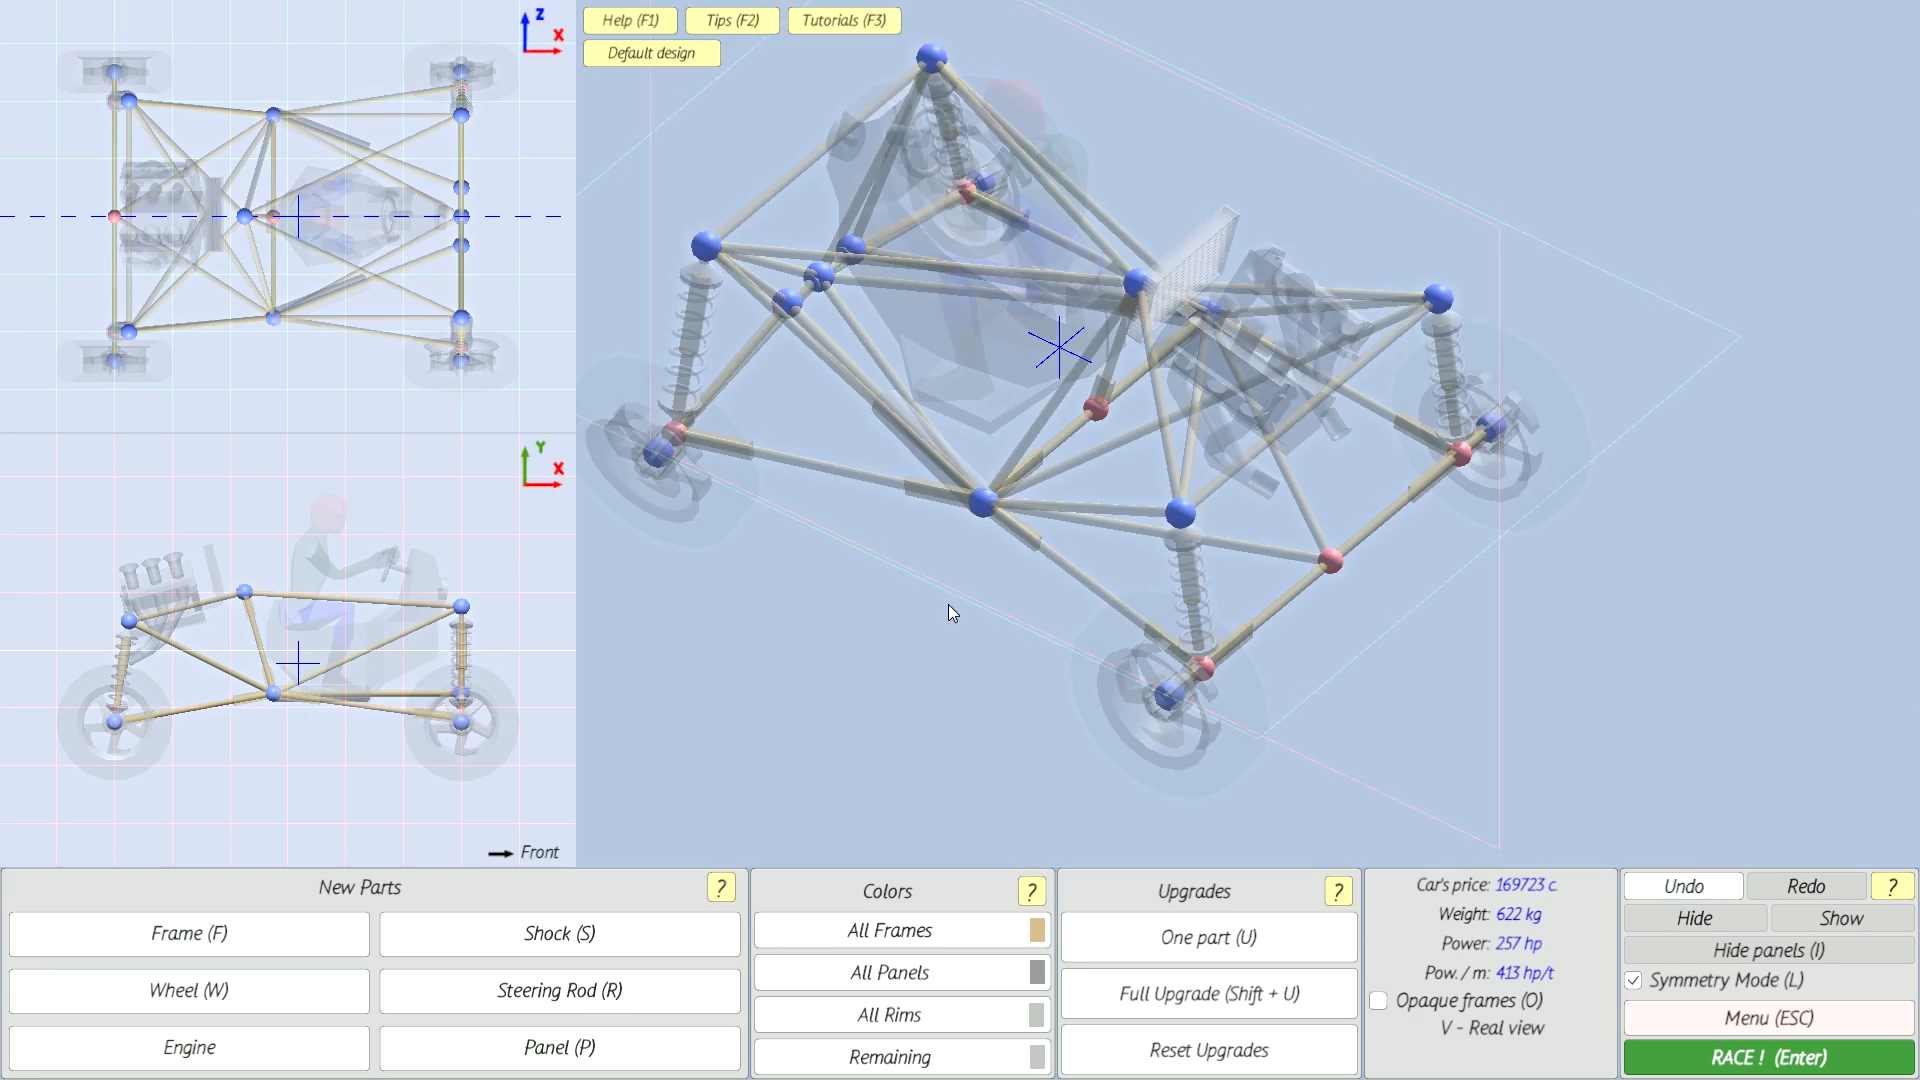 Z
X
Y
X
Front
Help (F1)
Tips (F2)
Tutorials (F3)
Default design
New Parts
?
Frame (F)
Shock (S)
Wheel (W)
Steering Rod (R)
Engine
Panel (P)
Colors
?
All Frames
All Panels
All Rims
Remaining
Upgrades
?
One part (U)
Full Upgrade (Shift + U)
Reset Upgrades
Car's price: 169723 c.
Weight: 622 kg
Power: 257 hp
Pow. / m: 413 hp/t
Opaque frames (O)
V - Real view
Undo
Redo
?
Hide
Show
Hide panels (I)
Symmetry Mode (L)
Menu (ESC)
RACE ! (Enter)